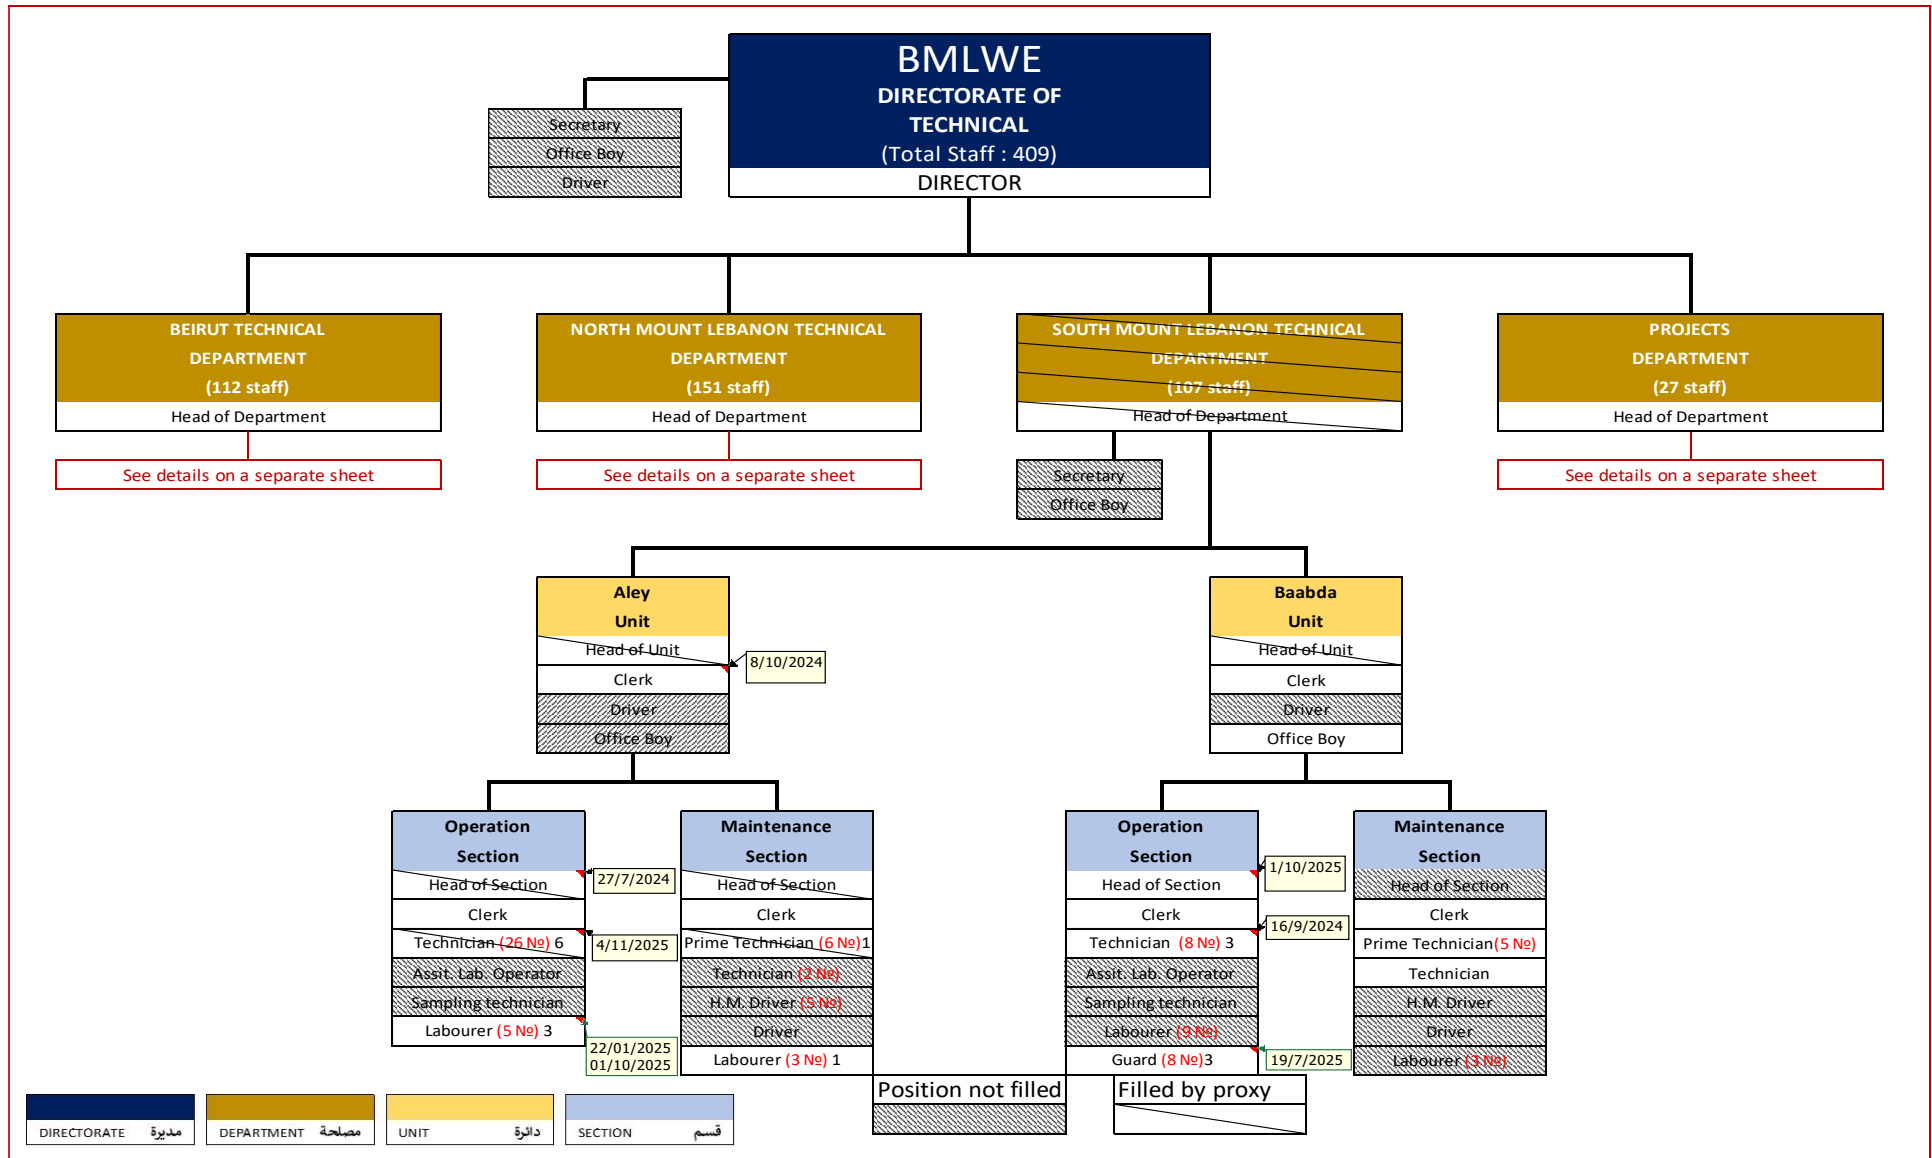 BMLWE
DIRECTORATE OF
TECHNICAL
(Total Staff : 409)
DIRECTOR
Secretary
Office Boy
Driver
BEIRUT TECHNICAL
DEPARTMENT
(112 staff)
Head of Department
See details on a separate sheet
NORTH MOUNT LEBANON TECHNICAL
DEPARTMENT
(151 staff)
Head of Department
See details on a separate sheet
SOUTH MOUNT LEBANON TECHNICAL
DEPARTMENT
(107 staff)
Head of Department
Secretary
Office Boy
PROJECTS
DEPARTMENT
(27 staff)
Head of Department
See details on a separate sheet
Aley
Unit
Head of Unit
Clerk
Driver
Office Boy
8/10/2024
Baabda
Unit
Head of Unit
Clerk
Driver
Office Boy
Operation
Section
Head of Section
Clerk
Technician (26 №) 6
Assit. Lab. Operator
Sampling technician
Labourer (5 №) 3
27/7/2024
4/11/2025
22/01/2025
01/10/2025
Maintenance
Section
Head of Section
Clerk
Prime Technician (6 №)1
Technician (2 №)
H.M. Driver (5 №)
Driver
Labourer (3 №) 1
Operation
Section
Head of Section
Clerk
Technician (8 №) 3
Assit. Lab. Operator
Sampling technician
Labourer (9 №)
Guard (8 №)3
1/10/2025
16/9/2024
19/7/2025
Maintenance
Section
Head of Section
Clerk
Prime Technician(5 №)
Technician
H.M. Driver
Driver
Labourer (3 №)
Position not filled
Filled by proxy
DIRECTORATE مديرة
DEPARTMENT مصلحة
UNIT دائرة
SECTION قسم